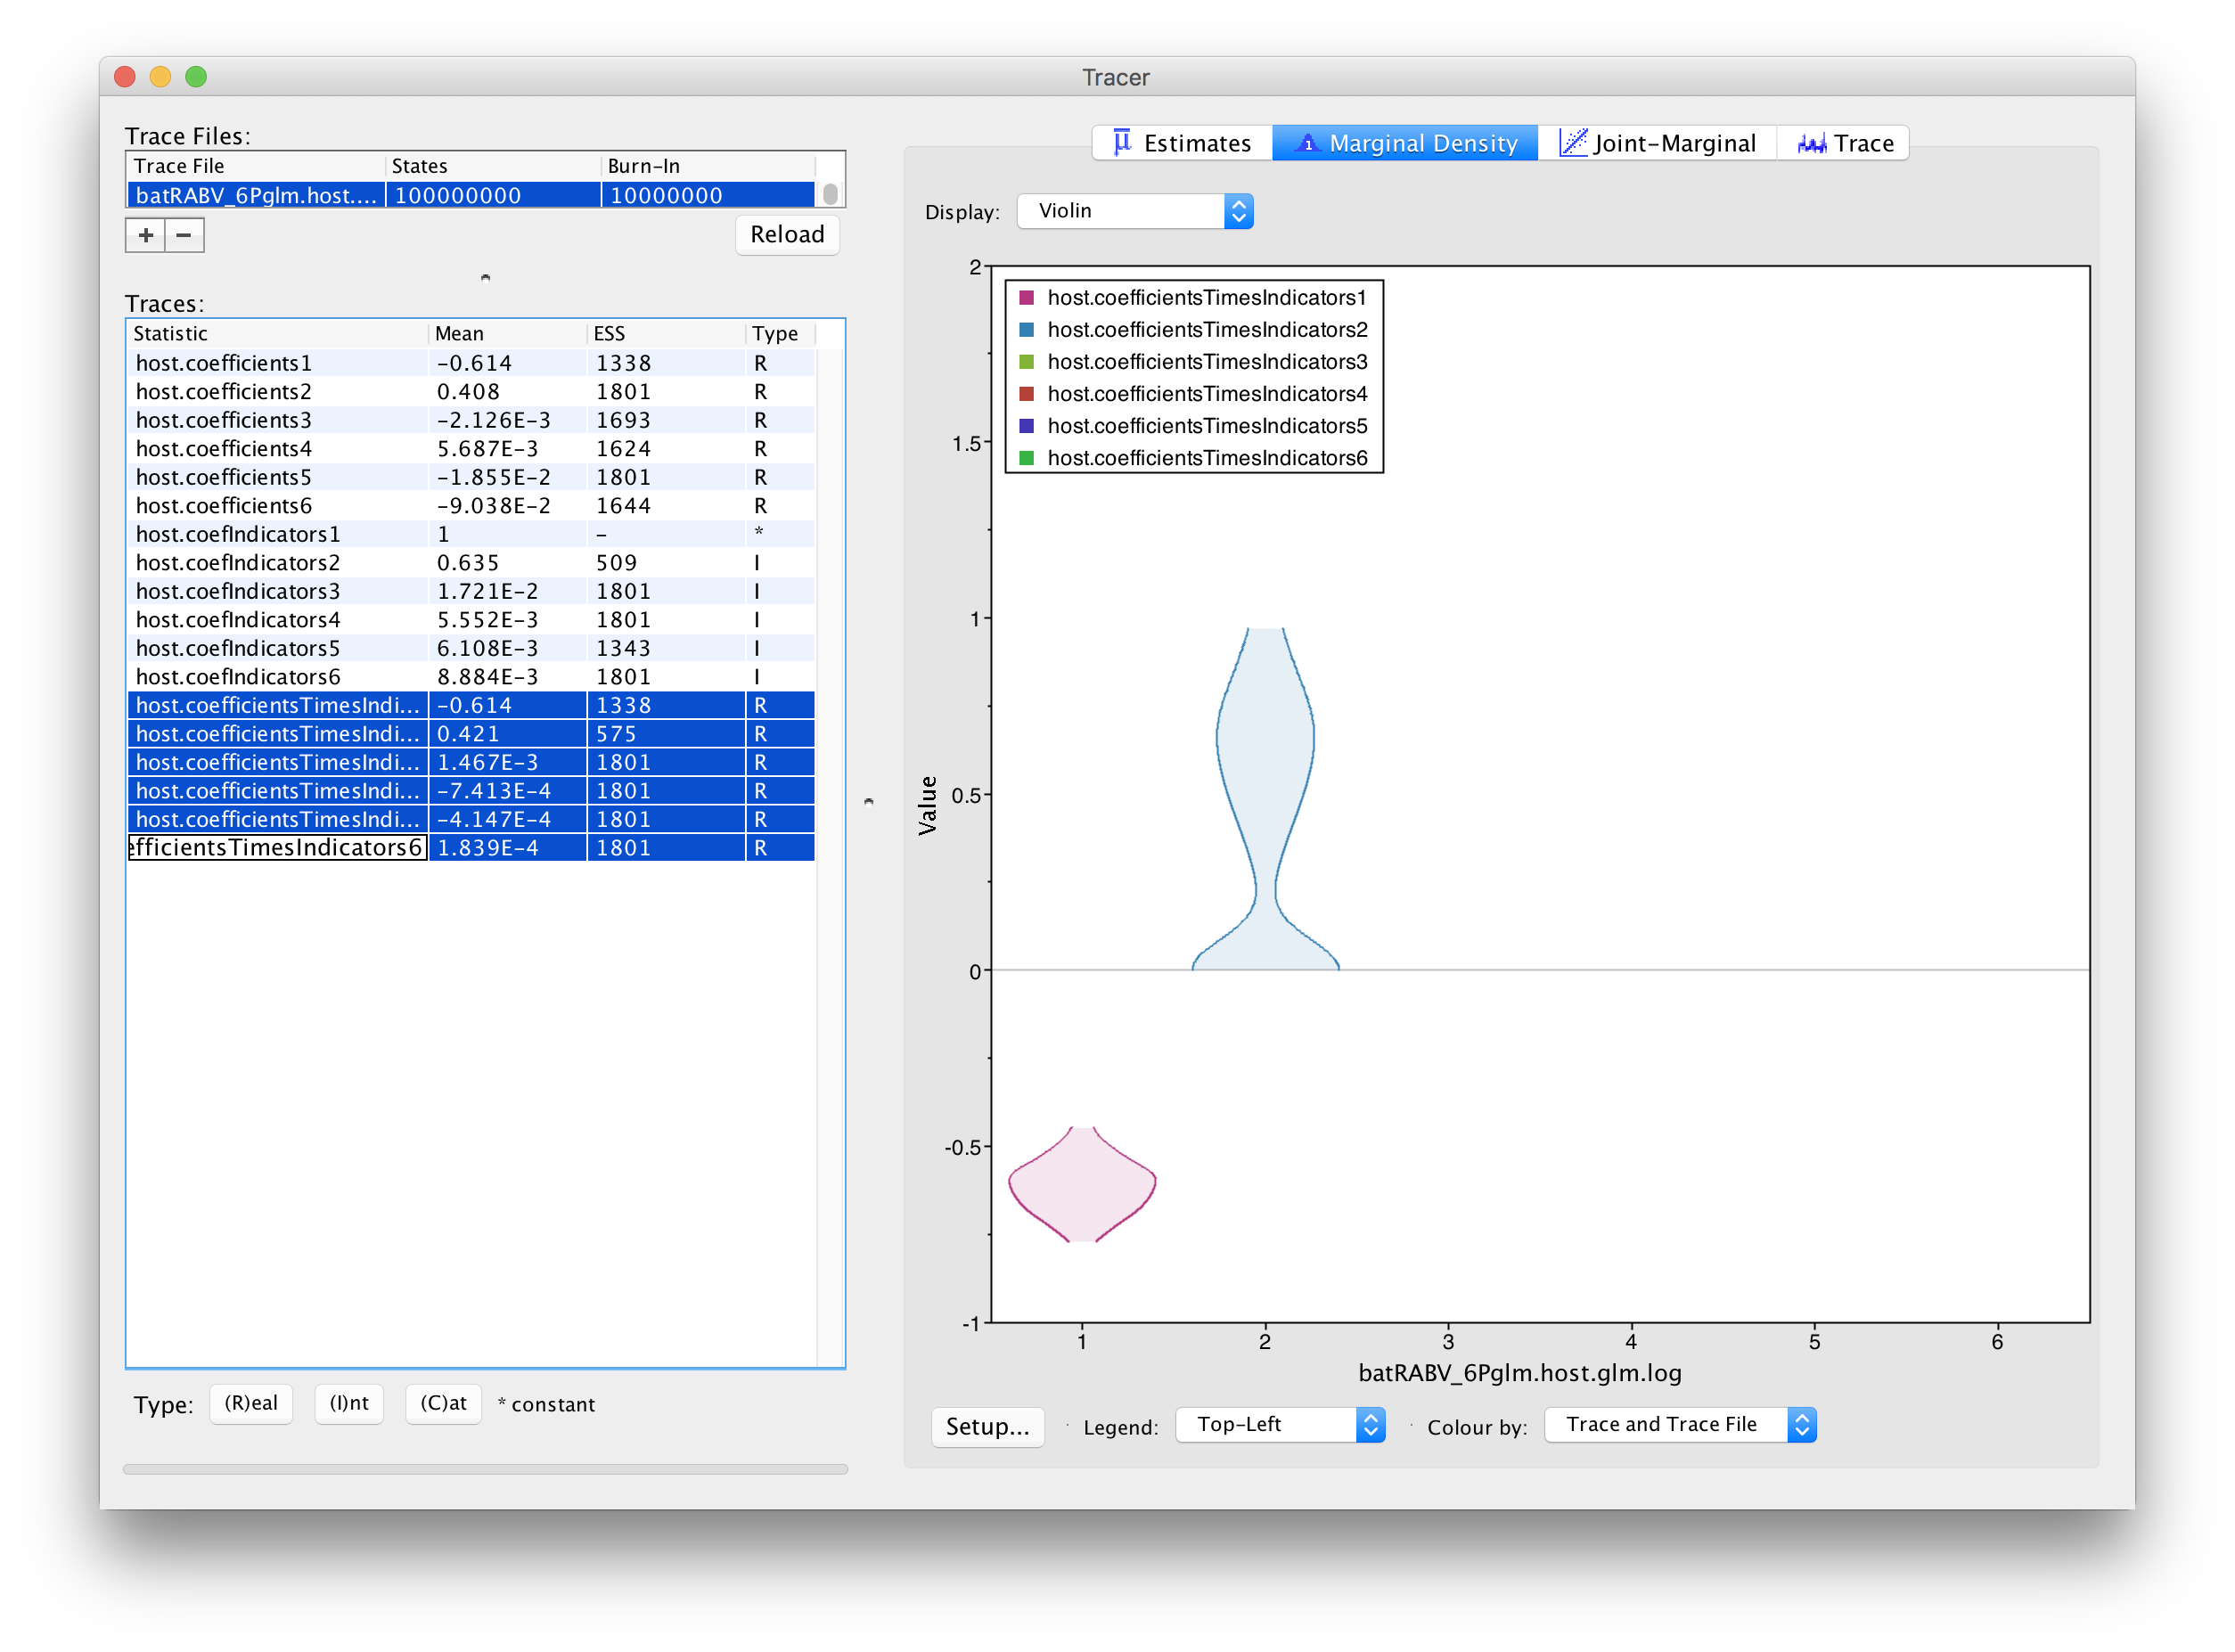 Tracer
Trace Files:
Trace File States Burn-In
batRABV_6Pglm.host.... 100000000 10000000
+ −
Reload
Traces:
Statistic Mean ESS Type
host.coefficients1 −0.614 1338 R
host.coefficients2 0.408 1801 R
host.coefficients3 −2.126E−3 1693 R
host.coefficients4 5.687E−3 1624 R
host.coefficients5 −1.855E−2 1801 R
host.coefficients6 −9.038E−2 1644 R
host.coefIndicators1 1 – *
host.coefIndicators2 0.635 509 I
host.coefIndicators3 1.721E−2 1801 I
host.coefIndicators4 5.552E−3 1801 I
host.coefIndicators5 6.108E−3 1343 I
host.coefIndicators6 8.884E−3 1801 I
host.coefficientsTimesIndi... −0.614 1338 R
host.coefficientsTimesIndi... 0.421 575 R
host.coefficientsTimesIndi... 1.467E−3 1801 R
host.coefficientsTimesIndi... −7.413E−4 1801 R
host.coefficientsTimesIndi... −4.147E−4 1801 R
efficientsTimesIndicators6 1.839E−4 1801 R
Type: (R)eal (I)nt (C)at * constant
Estimates Marginal Density Joint-Marginal Trace
Display: Violin
host.coefficientsTimesIndicators1
host.coefficientsTimesIndicators2
host.coefficientsTimesIndicators3
host.coefficientsTimesIndicators4
host.coefficientsTimesIndicators5
host.coefficientsTimesIndicators6
2
1.5
1
0.5
0
-0.5
-1
Value
1 2 3 4 5 6
batRABV_6Pglm.host.glm.log
Setup... Legend: Top-Left Colour by: Trace and Trace File